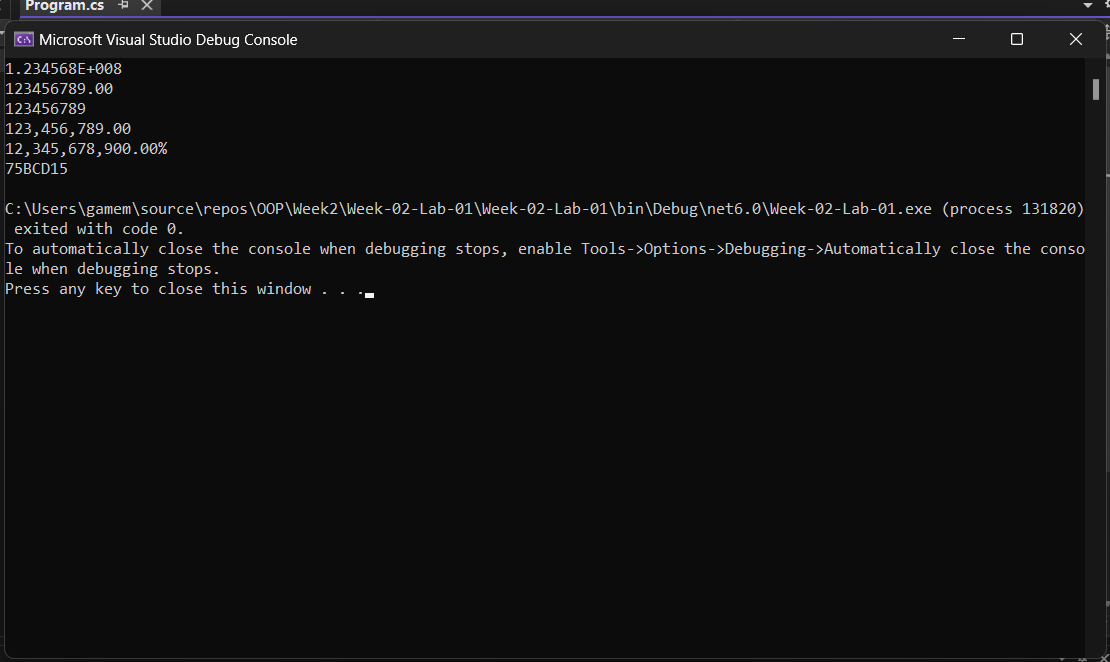 Program.cs
Microsoft Visual Studio Debug Console
1.234568E+008
123456789.00
123456789
123,456,789.00
12,345,678,900.00%
75BCD15
C:\Users\gamem\source\repos\OOP\Week2\Week-02-Lab-01\Week-02-Lab-01\bin\Debug\net6.0\Week-02-Lab-01.exe (process 131820)
 exited with code 0.
To automatically close the console when debugging stops, enable Tools->Options->Debugging->Automatically close the conso
le when debugging stops.
Press any key to close this window . . .